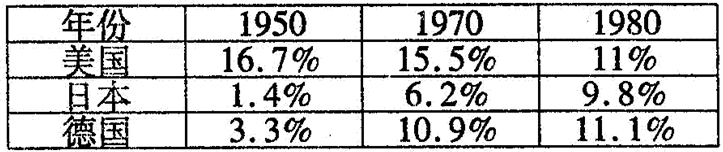 年份 1950 1970 1980
美国 16.7% 15.5% 11%
日本 1.4% 6.2% 9.8%
德国 3.3% 10.9% 11.1%